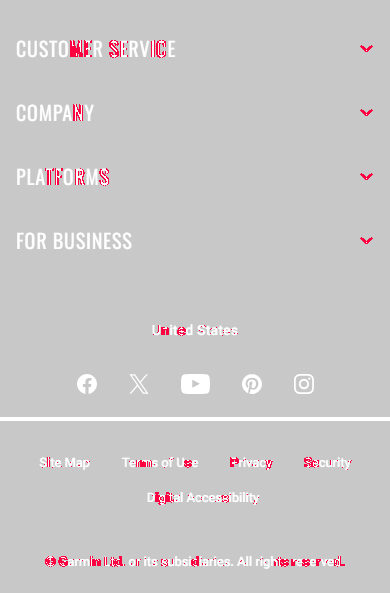 CUSTOMER SERVICE
COMPANY
PLATFORMS
FOR BUSINESS
United States
Site Map Terms of Use Privacy Security
Digital Accessibility
© Garmin Ltd. or its subsidiaries. All rights reserved.